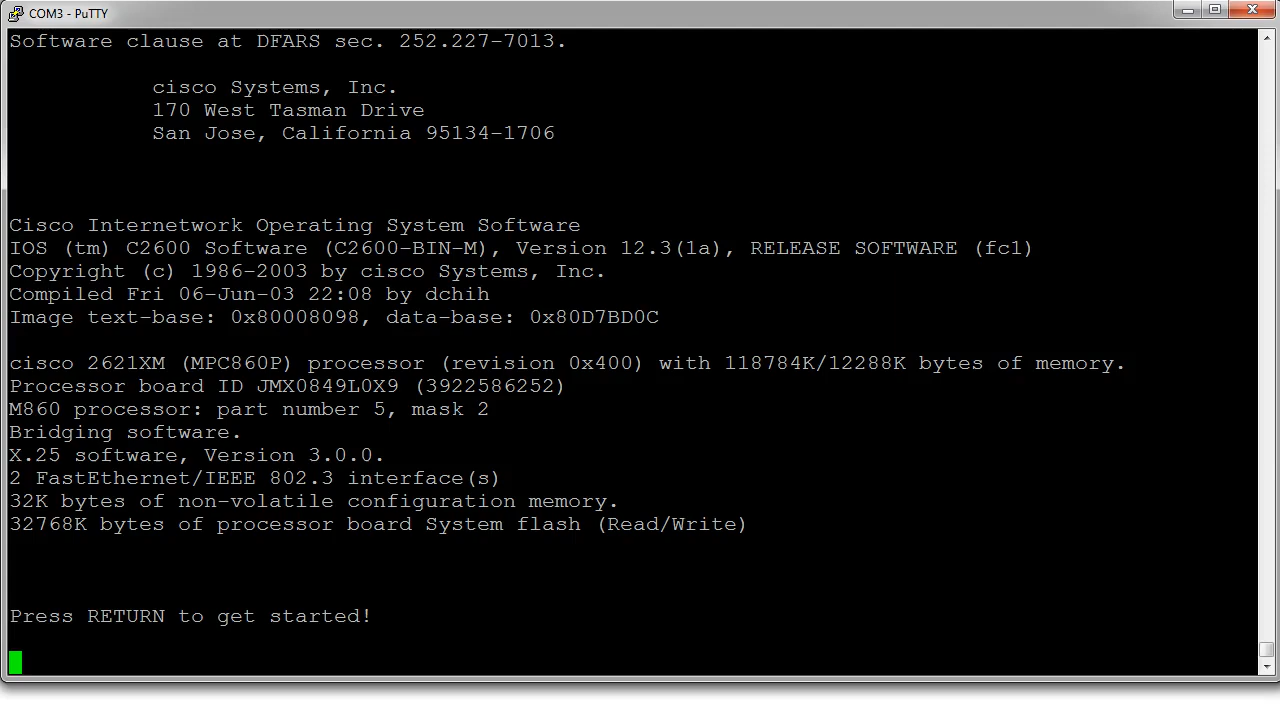 COM3 - PuTTY
Software clause at DFARS sec. 252.227-7013.
cisco Systems, Inc.
170 West Tasman Drive
San Jose, California 95134-1706
Cisco Internetwork Operating System Software
IOS (tm) C2600 Software (C2600-BIN-M), Version 12.3(1a), RELEASE SOFTWARE (fc1)
Copyright (c) 1986-2003 by cisco Systems, Inc.
Compiled Fri 06-Jun-03 22:08 by dchih
Image text-base: 0x80008098, data-base: 0x80D7BD0C
cisco 2621XM (MPC860P) processor (revision 0x400) with 118784K/12288K bytes of memory.
Processor board ID JMX0849L0X9 (3922586252)
M860 processor: part number 5, mask 2
Bridging software.
X.25 software, Version 3.0.0.
2 FastEthernet/IEEE 802.3 interface(s)
32K bytes of non-volatile configuration memory.
32768K bytes of processor board System flash (Read/Write)
Press RETURN to get started!